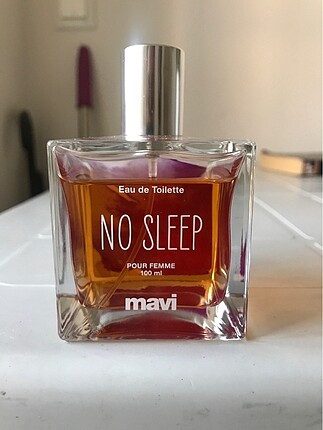 Eau de Toilette
NO SLEEP
POUR FEMME
100 ml
mavi